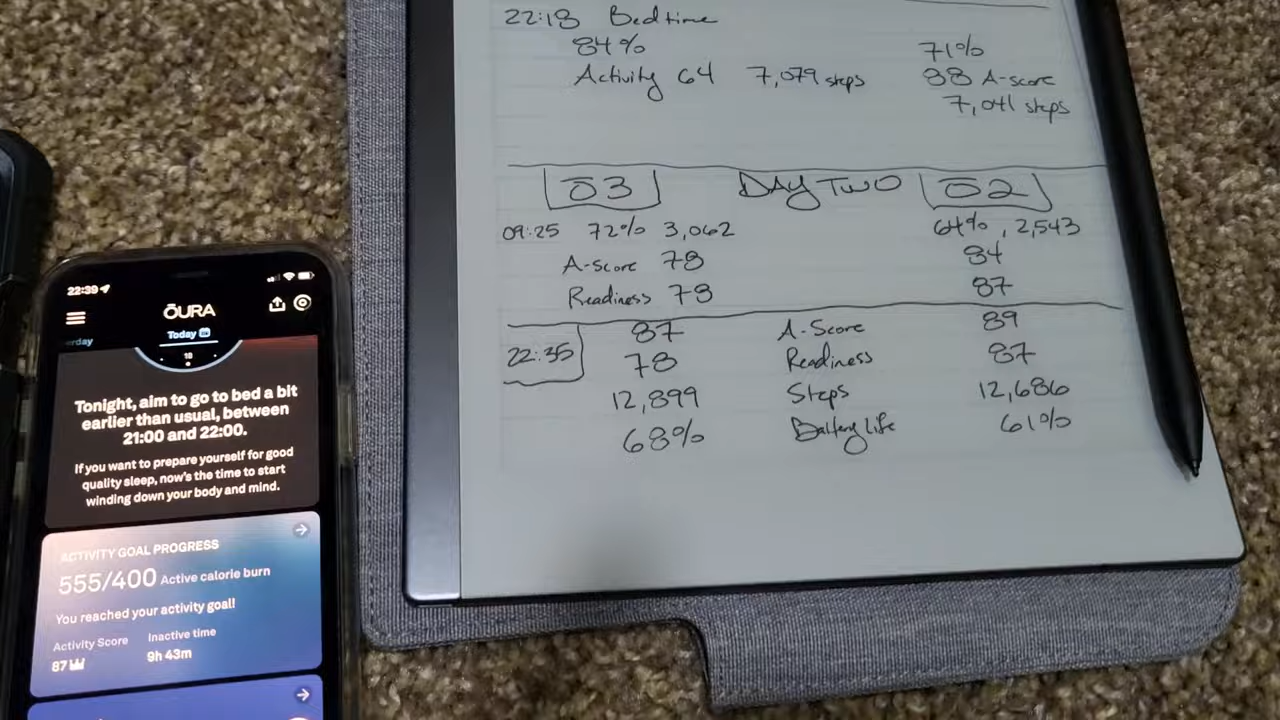 22:18 Bedtime
84% 71%
Activity 64 7,079 steps 88 A-score
7,041 steps
Ō3 DAY TWO Ō2
09:25 72% 3,062 64%, 2,543
A-score 78 84
Readiness 78 87
22:35 87 A-Score 89
78 Readiness 87
12,899 Steps 12,686
68% Battery life 61%
22:39
ŌURA
erday Today
Tonight, aim to go to bed a bit
earlier than usual, between
21:00 and 22:00.
If you want to prepare yourself for good
quality sleep, now's the time to start
winding down your body and mind.
ACTIVITY GOAL PROGRESS
555/400 Active calorie burn
You reached your activity goal!
Activity Score Inactive time
87 9h 43m